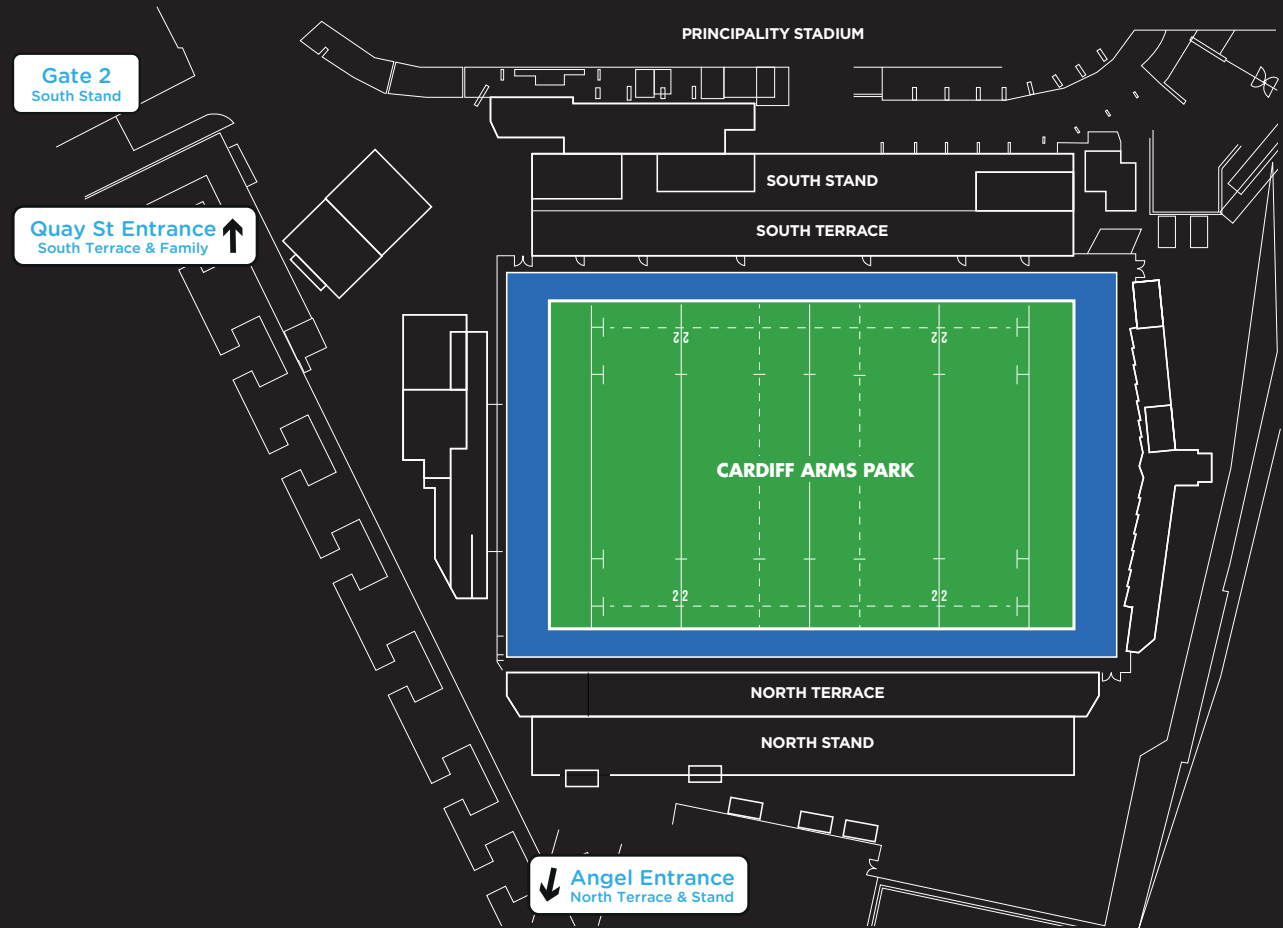 PRINCIPALITY STADIUM
Gate 2
South Stand
SOUTH STAND
Quay St Entrance
South Terrace & Family
SOUTH TERRACE
22 22
CARDIFF ARMS PARK
22 22
NORTH TERRACE
NORTH STAND
Angel Entrance
North Terrace & Stand